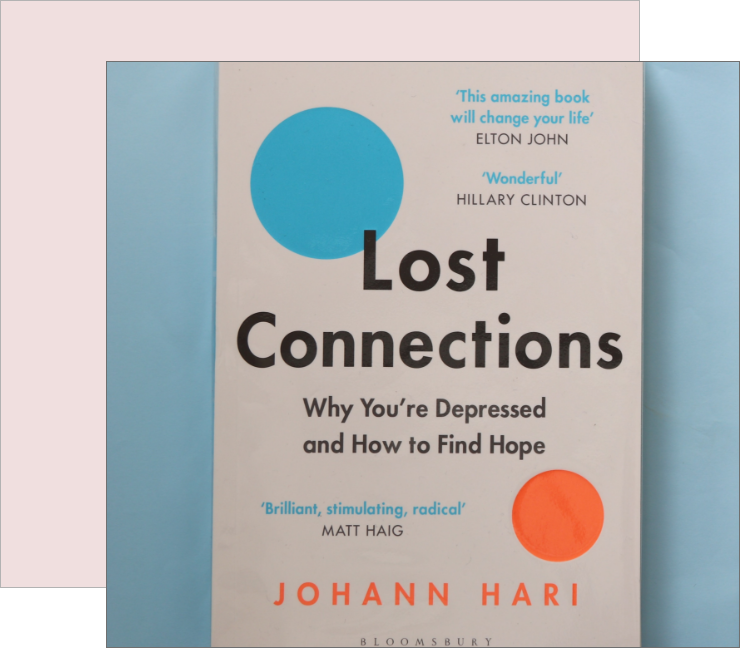 ‘This amazing book
will change your life’
ELTON JOHN
‘Wonderful’
HILLARY CLINTON
Lost
Connections
Why You’re Depressed
and How to Find Hope
‘Brilliant, stimulating, radical’
MATT HAIG
JOHANN HARI
BLOOMSBURY